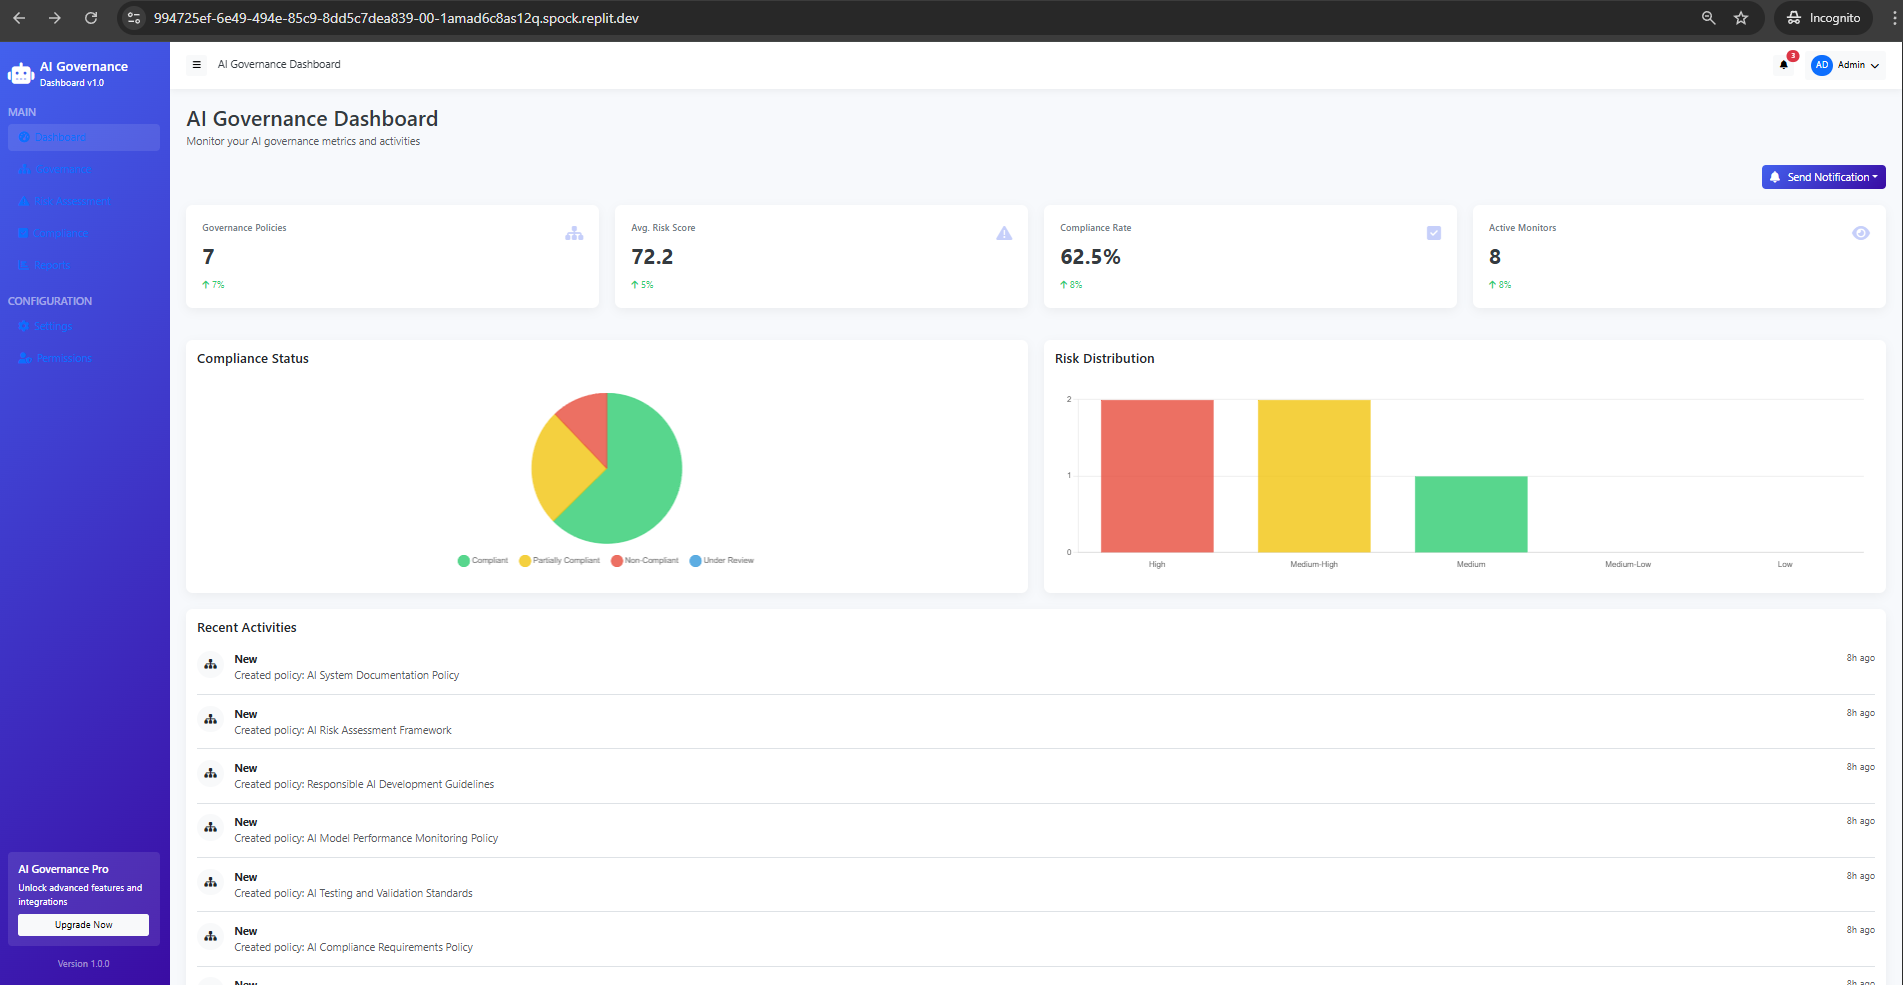 994725ef-6e49-494e-85c9-8dd5c7dea839-00-1amad6c8as12q.spock.replit.dev
Incognito
AI Governance
Dashboard v1.0
MAIN
Dashboard
Governance
Risk Assessment
Compliance
Reports
CONFIGURATION
Settings
Permissions
AI Governance Pro
Unlock advanced features and
integrations
Upgrade Now
Version 1.0.0
AI Governance Dashboard
3
AD Admin
AI Governance Dashboard
Monitor your AI governance metrics and activities
Send Notification
Governance Policies
7
7%
Avg. Risk Score
72.2
5%
Compliance Rate
62.5%
8%
Active Monitors
8
8%
Compliance Status
Compliant Partially Compliant Non-Compliant Under Review
Risk Distribution
2
1
0
High Medium-High Medium Medium-Low Low
Recent Activities
New 8h ago
Created policy: AI System Documentation Policy
New 8h ago
Created policy: AI Risk Assessment Framework
New 8h ago
Created policy: Responsible AI Development Guidelines
New 8h ago
Created policy: AI Model Performance Monitoring Policy
New 8h ago
Created policy: AI Testing and Validation Standards
New 8h ago
Created policy: AI Compliance Requirements Policy
New 8h ago